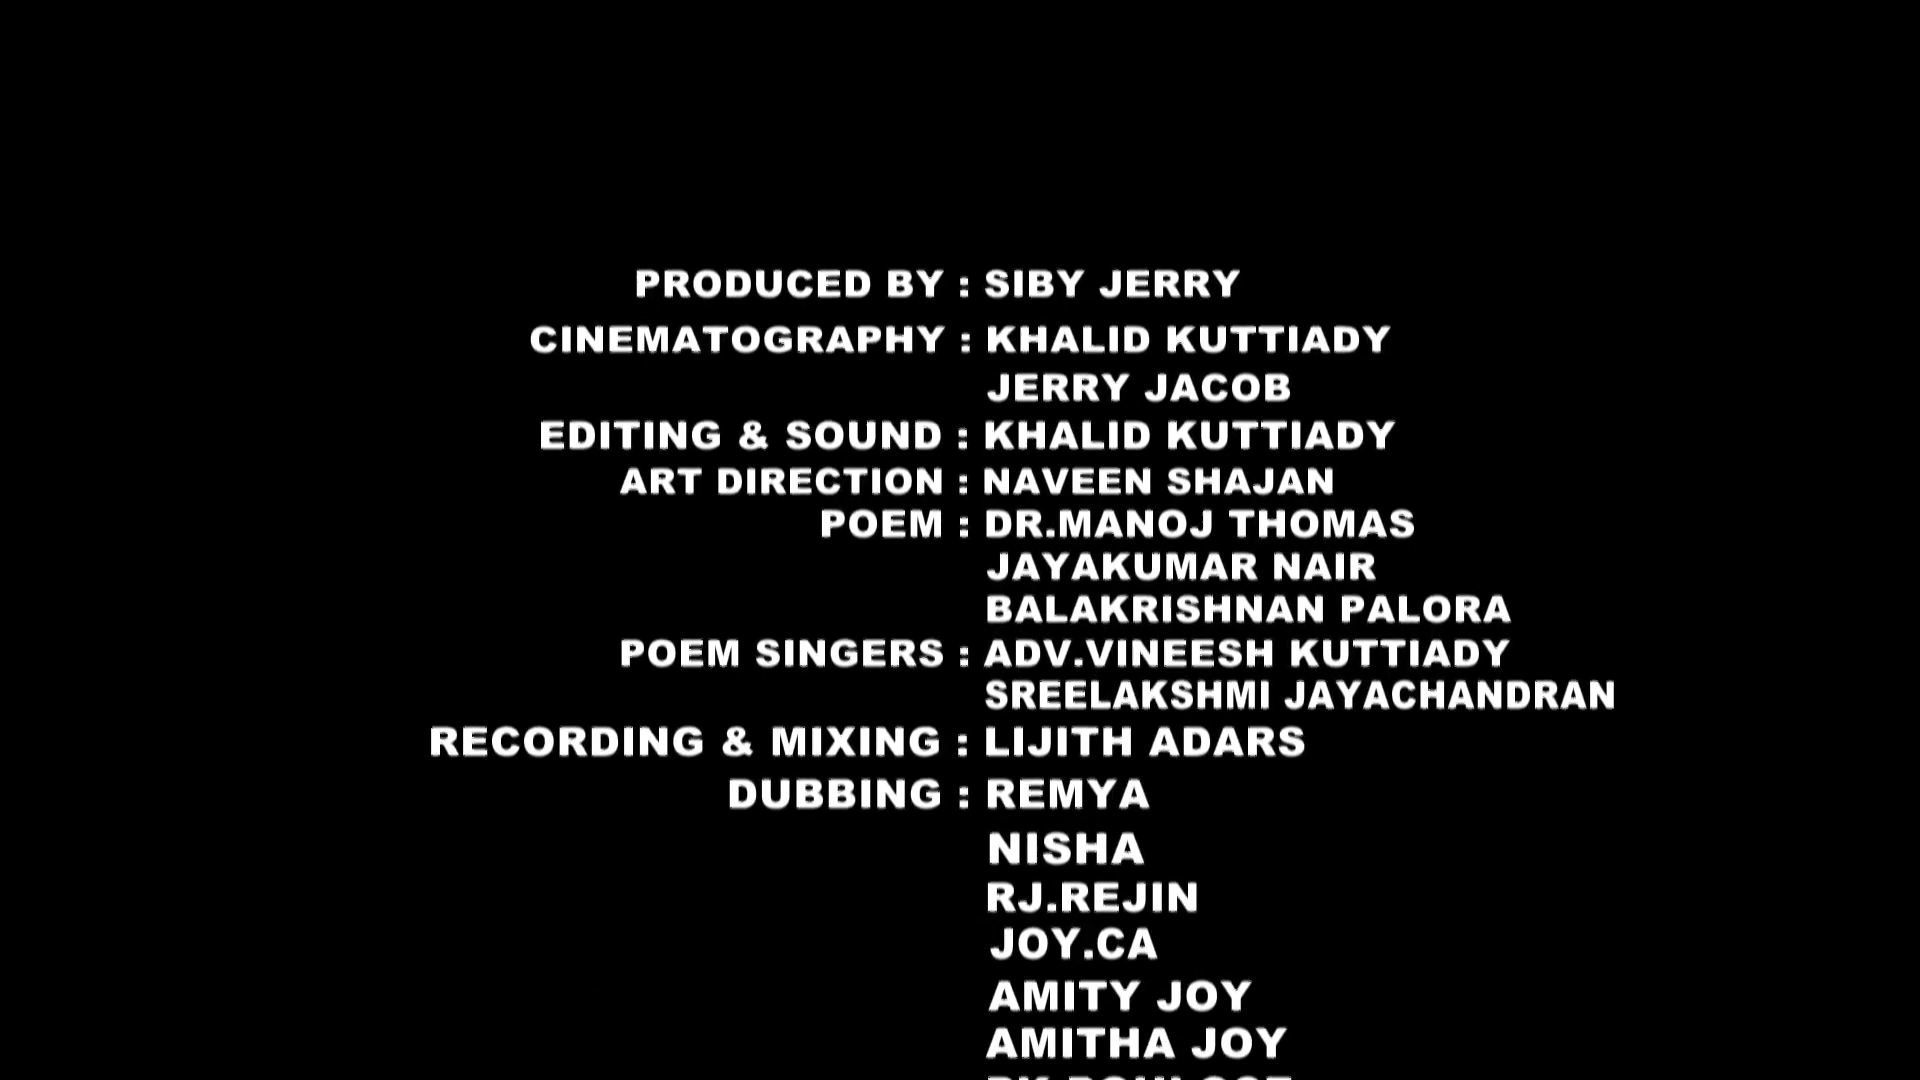 PRODUCED BY : SIBY JERRY
CINEMATOGRAPHY : KHALID KUTTIADY
JERRY JACOB
EDITING & SOUND : KHALID KUTTIADY
ART DIRECTION : NAVEEN SHAJAN
POEM : DR.MANOJ THOMAS
JAYAKUMAR NAIR
BALAKRISHNAN PALORA
POEM SINGERS : ADV.VINEESH KUTTIADY
SREELAKSHMI JAYACHANDRAN
RECORDING & MIXING : LIJITH ADARS
DUBBING : REMYA
NISHA
RJ.REJIN
JOY.CA
AMITY JOY
AMITHA JOY